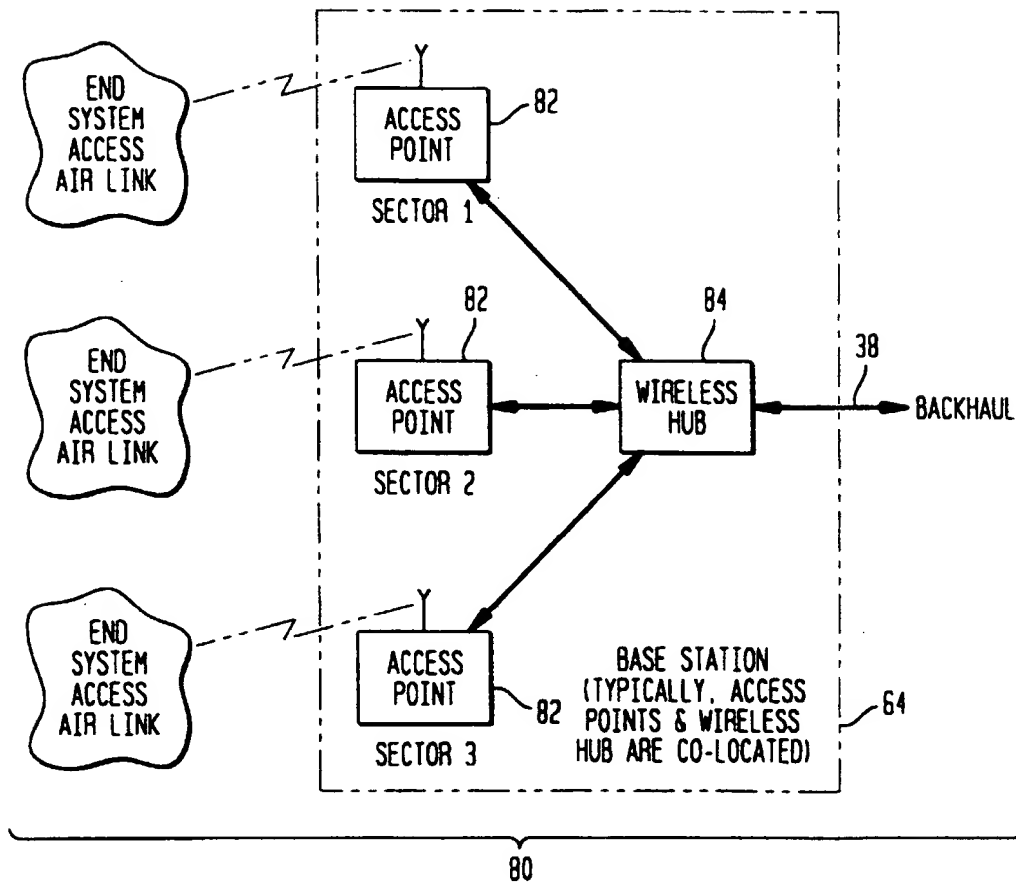 END
SYSTEM
ACCESS
AIR LINK
ACCESS
POINT
82
SECTOR 1
END
SYSTEM
ACCESS
AIR LINK
82
ACCESS
POINT
SECTOR 2
84
WIRELESS
HUB
38
BACKHAUL
END
SYSTEM
ACCESS
AIR LINK
ACCESS
POINT
82
SECTOR 3
BASE STATION
(TYPICALLY, ACCESS
POINTS & WIRELESS
HUB ARE CO-LOCATED)
64
80